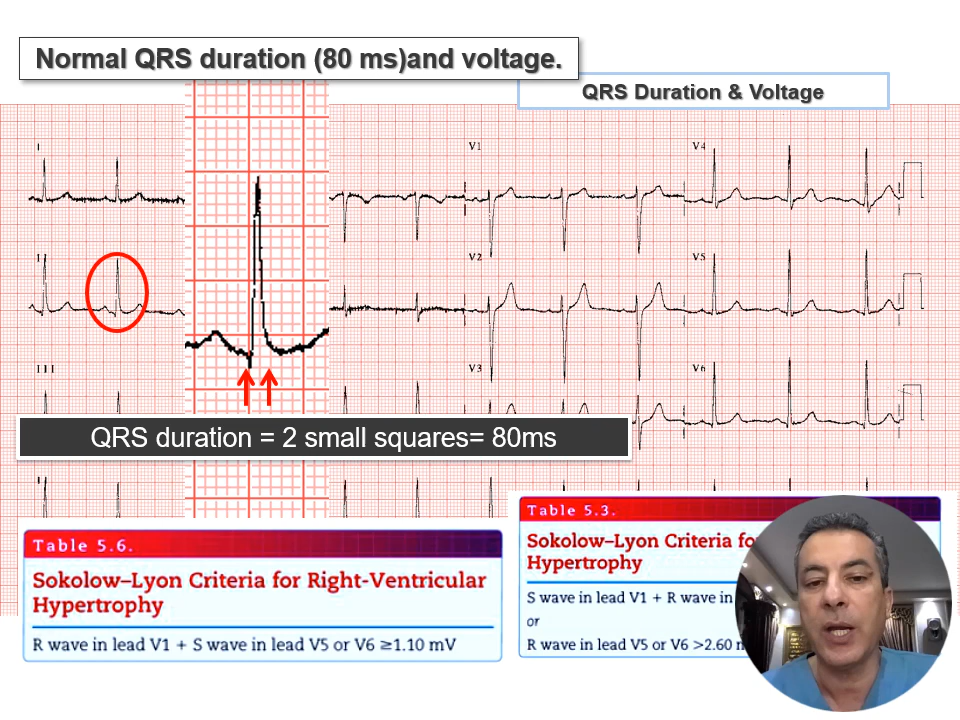 Normal QRS duration (80 ms)and voltage.
QRS Duration & Voltage
I
V1
V4
II
V2
V5
III
V3
V6
QRS duration = 2 small squares= 80ms
II
Table 5.6.
Sokolow–Lyon Criteria for Right-Ventricular
Hypertrophy
R wave in lead V1 + S wave in lead V5 or V6 ≥1.10 mV
Table 5.3.
Sokolow–Lyon Criteria
Hypertrophy
S wave in lead V1 + R wave in
or
R wave in lead V5 or V6 >2.60